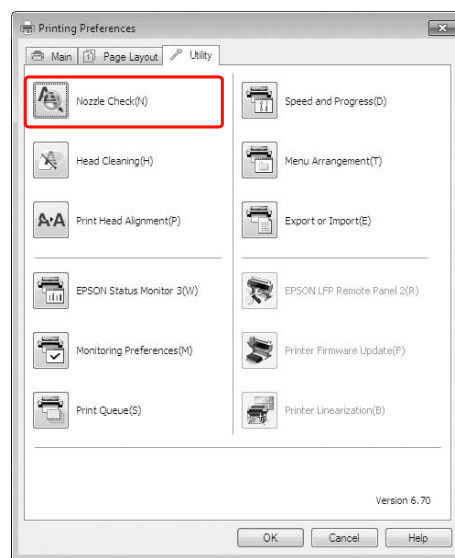 Printing Preferences
Main
Page Layout
Utility
Nozzle Check(N)
Speed and Progress(D)
Head Cleaning(H)
Menu Arrangement(T)
Print Head Alignment(P)
Export or Import(E)
EPSON Status Monitor 3(W)
EPSON LFP Remote Panel 2(R)
Monitoring Preferences(M)
Printer Firmware Update(F)
Print Queue(S)
Printer Linearization(B)
Version 6.70
OK
Cancel
Help